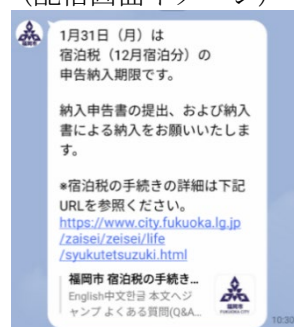 （配信画面イメージ）
1月31日（月）は
宿泊税（12月宿泊分）の
申告納入期限です。
納入申告書の提出、および納入
書による納入をお願いいたしま
す。
*宿泊税の手続きの詳細は下記
URLを参照ください。
https://www.city.fukuoka.lg.jp
/zaisei/zeisei/life
/syukutetsuzuki.html
福岡市 宿泊税の手続き...
English中文한글 本文へジ
ャンプ よくある質問(Q&A...
福岡市
FUKUOKA CITY
10:30